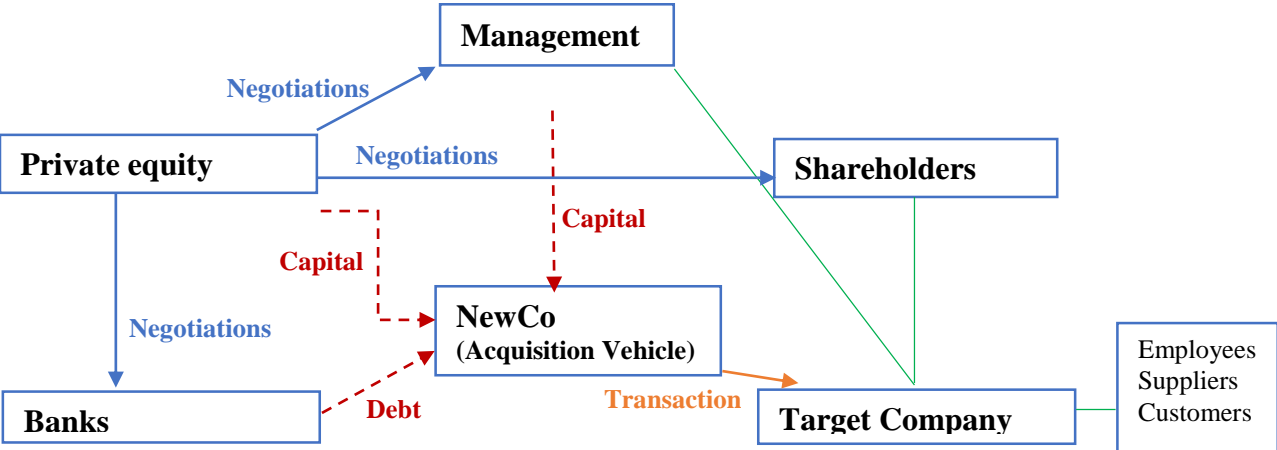 Management
Negotiations
Private equity
Negotiations
Shareholders
Capital
Capital
Negotiations
NewCo
(Acquisition Vehicle)
Employees
Suppliers
Customers
Banks
Debt
Transaction
Target Company